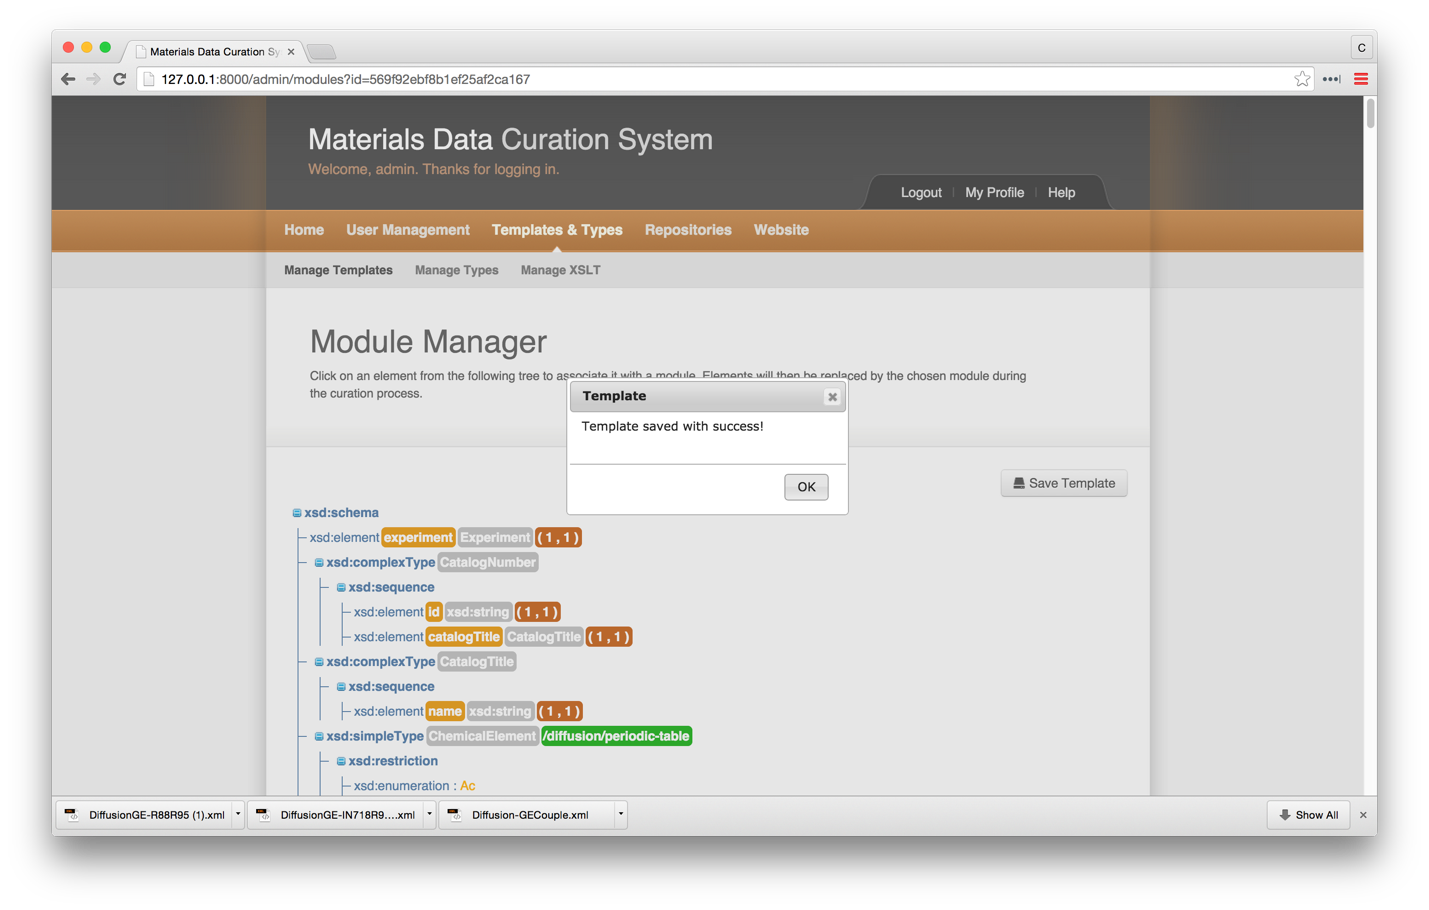 Materials Data Curation Sy
C
127.0.0.1:8000/admin/modules?id=569f92ebf8b1ef25af2ca167
Materials Data Curation System
Welcome, admin. Thanks for logging in.
Logout | My Profile | Help
Home User Management Templates & Types Repositories Website
Manage Templates Manage Types Manage XSLT
Module Manager
Click on an element from the following tree to associate it with a module. Elements will then be replaced by the chosen module during
the curation process.
Template
Template saved with success!
OK
Save Template
xsd:schema
xsd:element experiment Experiment ( 1 , 1 )
xsd:complexType CatalogNumber
xsd:sequence
xsd:element id xsd:string ( 1 , 1 )
xsd:element catalogTitle CatalogTitle ( 1 , 1 )
xsd:complexType CatalogTitle
xsd:sequence
xsd:element name xsd:string ( 1 , 1 )
xsd:simpleType ChemicalElement /diffusion/periodic-table
xsd:restriction
xsd:enumeration : Ac
DiffusionGE-R88R95 (1).xml DiffusionGE-IN718R9....xml Diffusion-GECouple.xml Show All